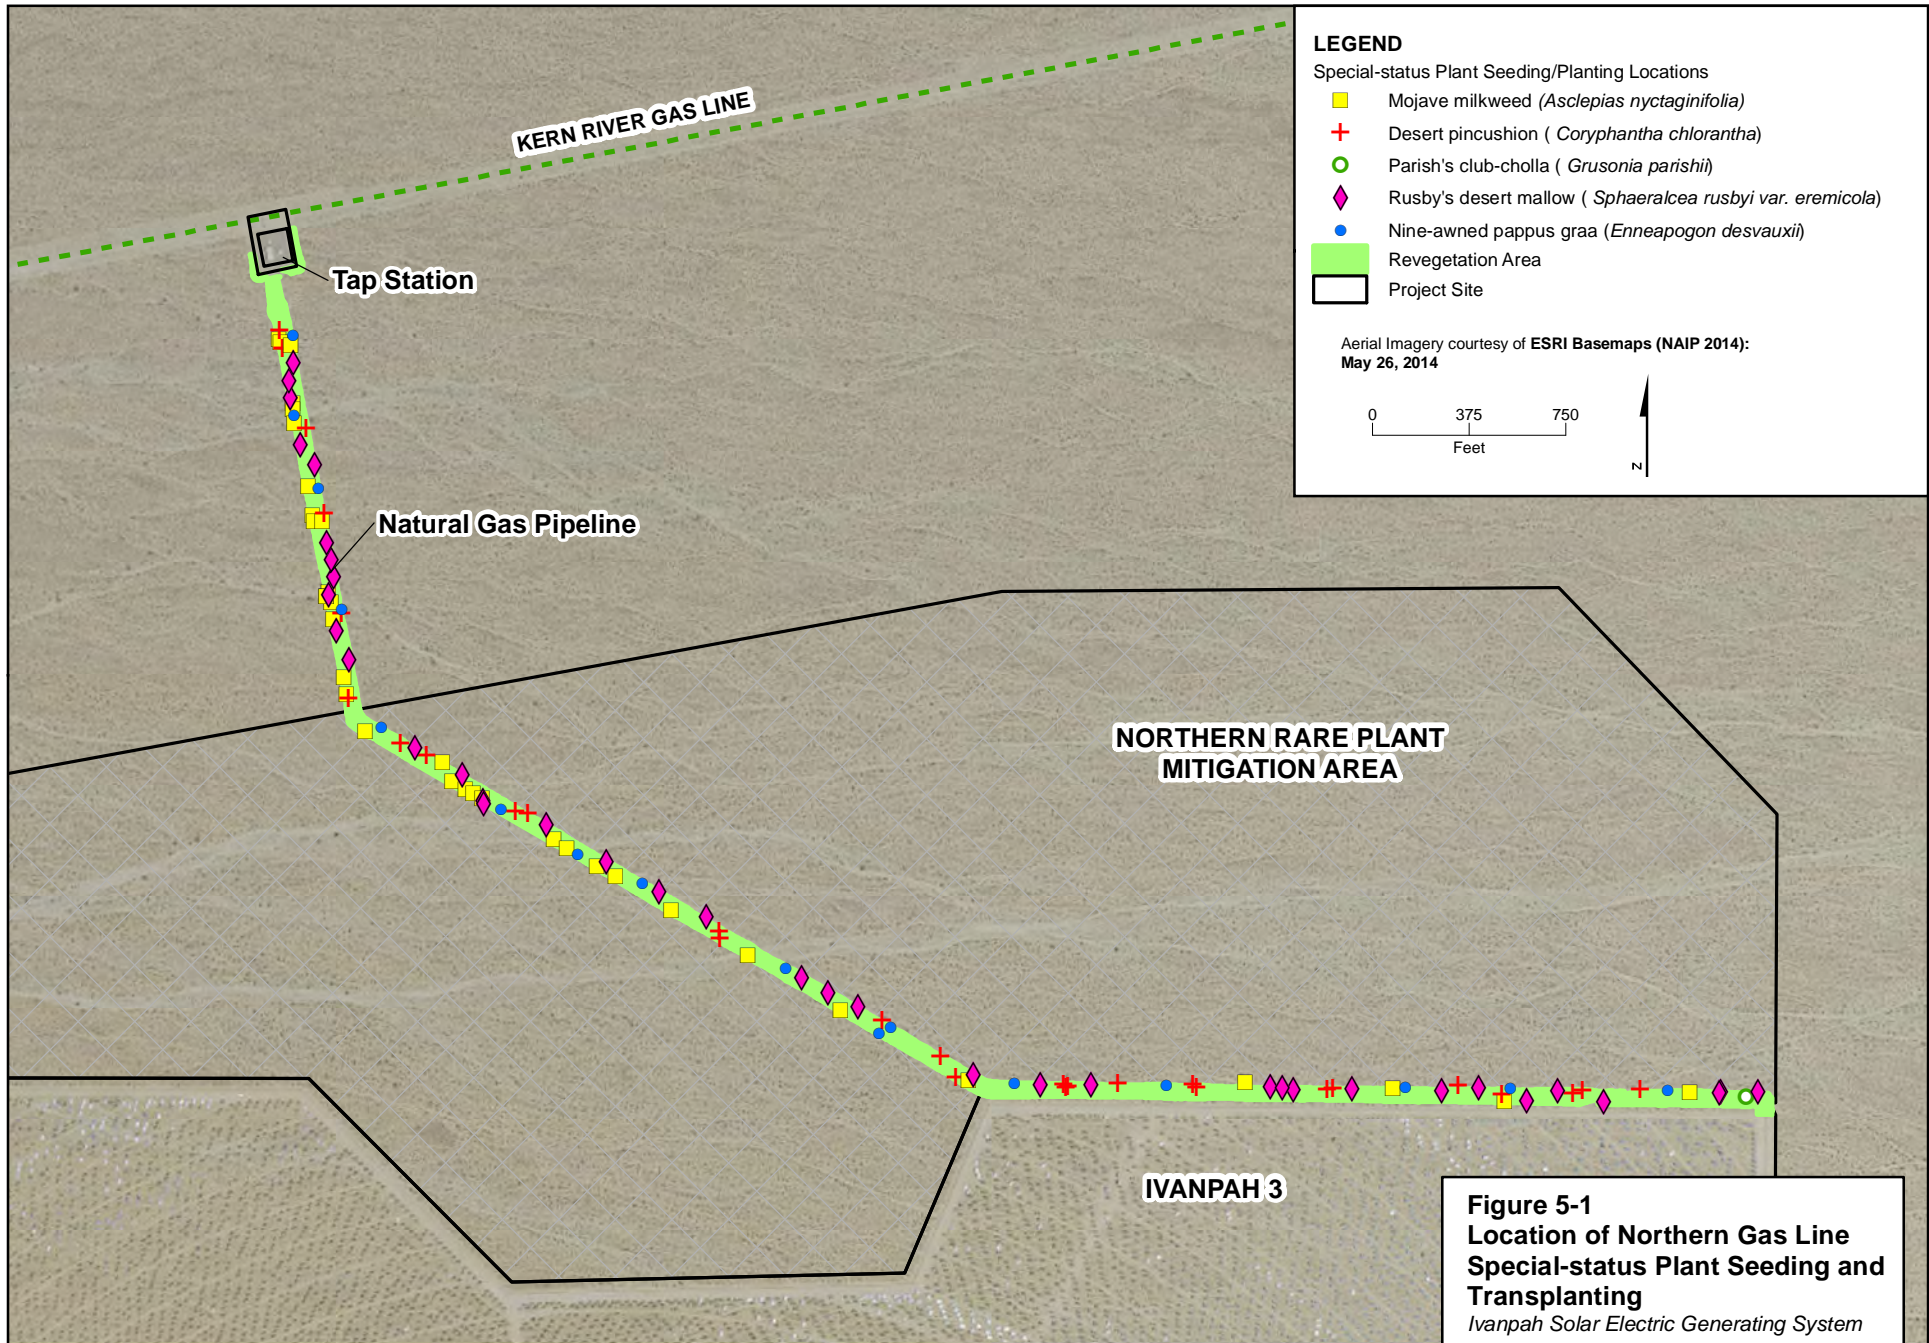 KERN RIVER GAS LINE
Tap Station
Natural Gas Pipeline
NORTHERN RARE PLANT
MITIGATION AREA
IVANPAH 3
LEGEND
Special-status Plant Seeding/Planting Locations
Mojave milkweed (Asclepias nyctaginifolia)
Desert pincushion ( Coryphantha chlorantha)
Parish's club-cholla ( Grusonia parishii)
Rusby's desert mallow ( Sphaeralcea rusbyi var. eremicola)
Nine-awned pappus graa (Enneapogon desvauxii)
Revegetation Area
Project Site
Aerial Imagery courtesy of ESRI Basemaps (NAIP 2014):
May 26, 2014
0 375 750
Feet
N
Figure 5-1
Location of Northern Gas Line
Special-status Plant Seeding and
Transplanting
Ivanpah Solar Electric Generating System